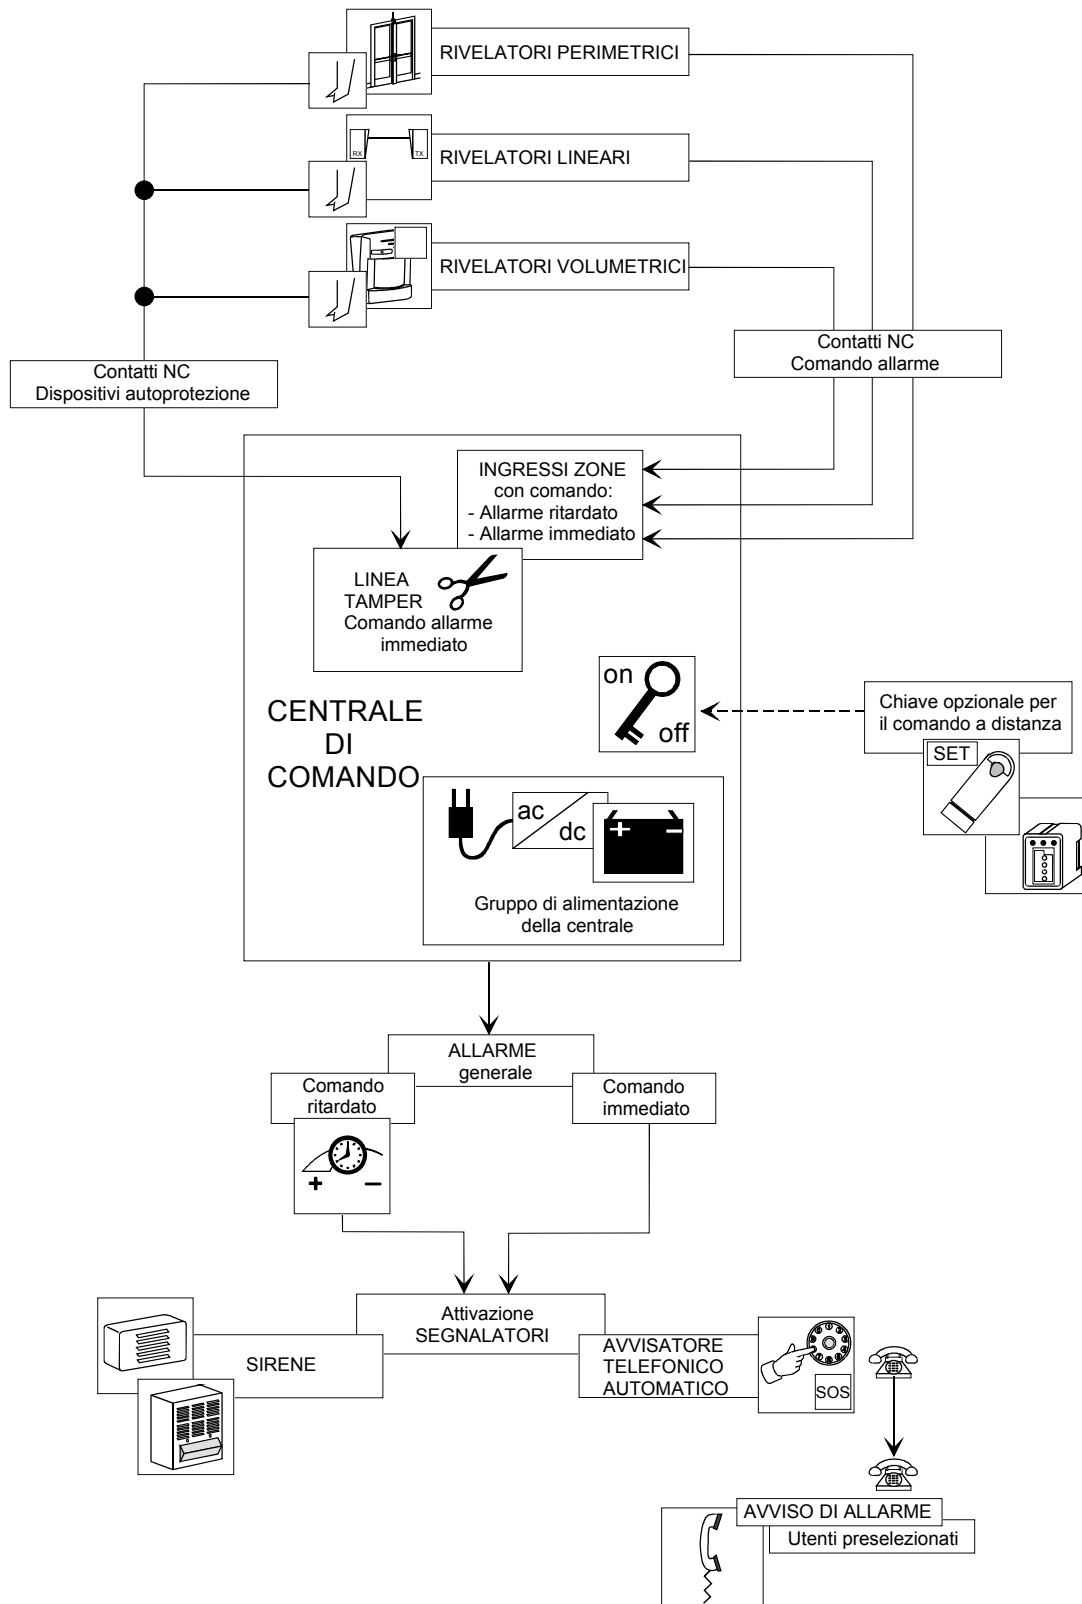 RIVELATORI PERIMETRICI
RX
TX
RIVELATORI LINEARI
RIVELATORI VOLUMETRICI
Contatti NC
Comando allarme
Contatti NC
Dispositivi autoprotezione
INGRESSI ZONE
con comando:
- Allarme ritardato
- Allarme immediato
LINEA
TAMPER
Comando allarme
immediato
on
off
Chiave opzionale per
il comando a distanza
SET
CENTRALE
DI
COMANDO
ac
dc
+ −
Gruppo di alimentazione
della centrale
ALLARME
generale
Comando
ritardato
Comando
immediato
+ −
Attivazione
SEGNALATORI
SIRENE
AVVISATORE
TELEFONICO
AUTOMATICO
SOS
AVVISO DI ALLARME
Utenti preselezionati